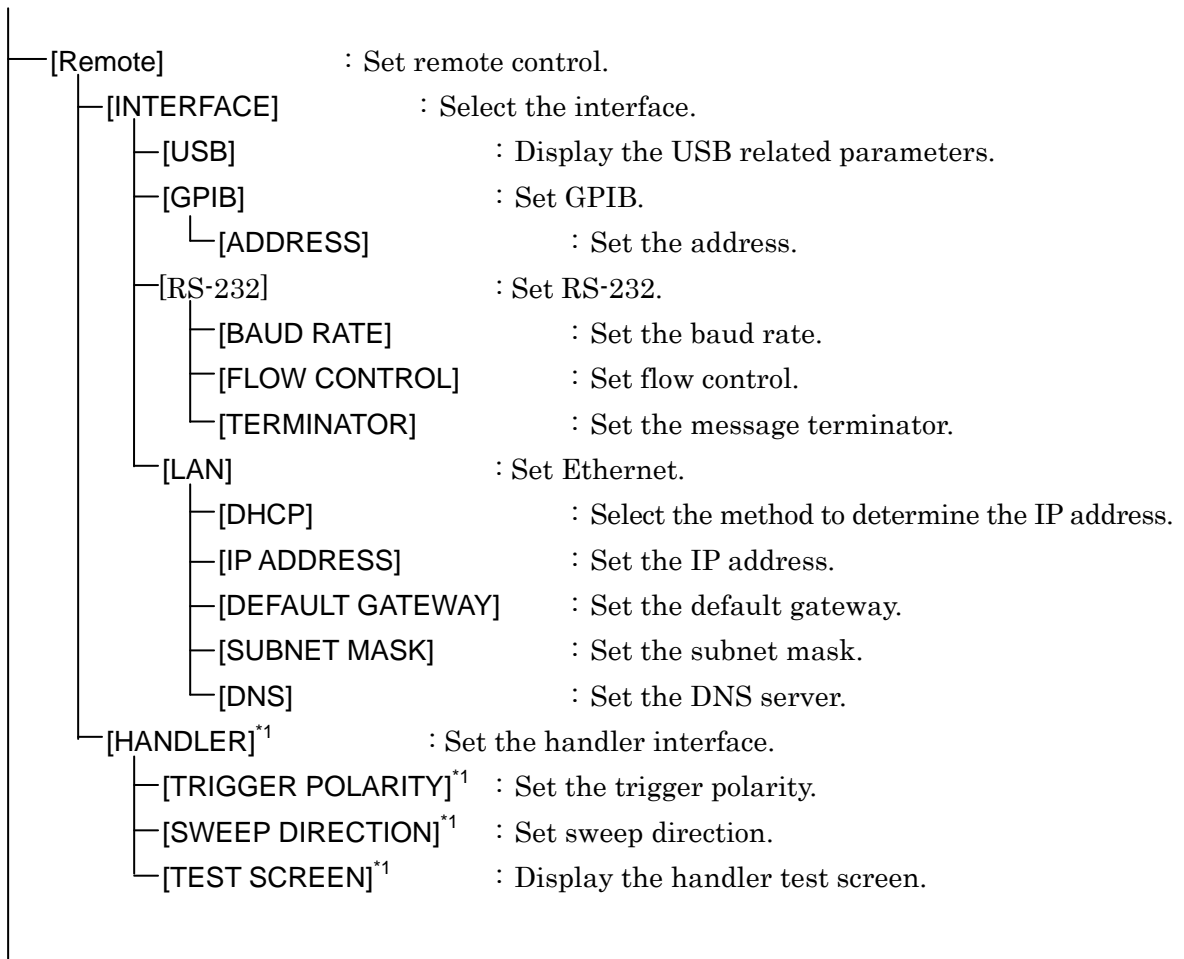 [Remote] : Set remote control.
[INTERFACE] : Select the interface.
[USB] : Display the USB related parameters.
[GPIB] : Set GPIB.
[ADDRESS] : Set the address.
[RS-232] : Set RS-232.
[BAUD RATE] : Set the baud rate.
[FLOW CONTROL] : Set flow control.
[TERMINATOR] : Set the message terminator.
[LAN] : Set Ethernet.
[DHCP] : Select the method to determine the IP address.
[IP ADDRESS] : Set the IP address.
[DEFAULT GATEWAY] : Set the default gateway.
[SUBNET MASK] : Set the subnet mask.
[DNS] : Set the DNS server.
[HANDLER]*1 : Set the handler interface.
[TRIGGER POLARITY]*1 : Set the trigger polarity.
[SWEEP DIRECTION]*1 : Set sweep direction.
[TEST SCREEN]*1 : Display the handler test screen.